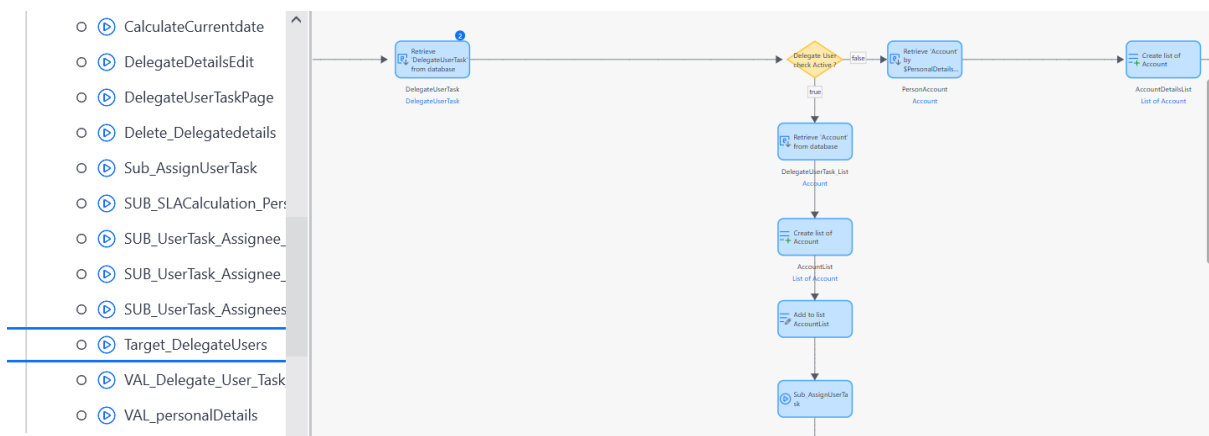 CalculateCurrentdate
DelegateDetailsEdit
DelegateUserTaskPage
Delete_Delegatedetails
Sub_AssignUserTask
SUB_SLACalculation_Pers
SUB_UserTask_Assignee_
SUB_UserTask_Assignee_
SUB_UserTask_Assignees
Target_DelegateUsers
VAL_Delegate_User_Task
VAL_personalDetails
2
Retrieve
'DelegateUserTask'
from database
DelegateUserTask
DelegateUserTask
Delegate User
check Active ?
false
true
Retrieve 'Account'
by
$PersonalDetails...
PersonAccount
Account
Create list of
Account
AccountDetailsList
List of Account
Retrieve 'Account'
from database
DelegateUserTask_List
Account
Create list of
Account
AccountList
List of Account
Add to list
AccountList
Sub_AssignUserTa
sk